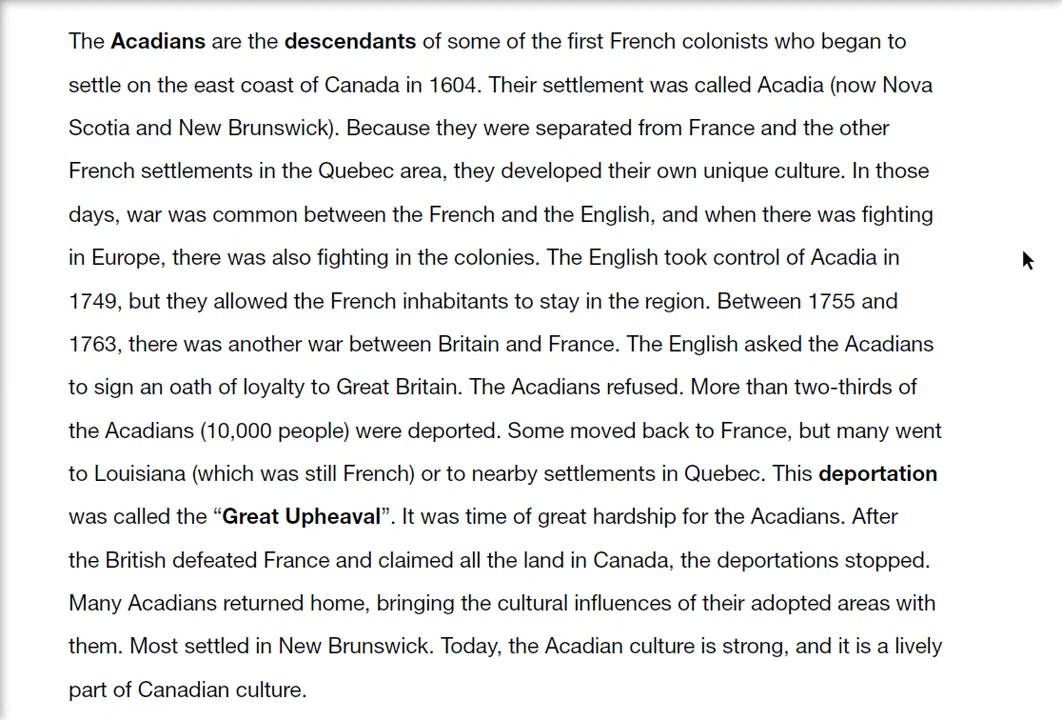 The Acadians are the descendants of some of the first French colonists who began to
settle on the east coast of Canada in 1604. Their settlement was called Acadia (now Nova
Scotia and New Brunswick). Because they were separated from France and the other
French settlements in the Quebec area, they developed their own unique culture. In those
days, war was common between the French and the English, and when there was fighting
in Europe, there was also fighting in the colonies. The English took control of Acadia in
1749, but they allowed the French inhabitants to stay in the region. Between 1755 and
1763, there was another war between Britain and France. The English asked the Acadians
to sign an oath of loyalty to Great Britain. The Acadians refused. More than two-thirds of
the Acadians (10,000 people) were deported. Some moved back to France, but many went
to Louisiana (which was still French) or to nearby settlements in Quebec. This deportation
was called the “Great Upheaval”. It was time of great hardship for the Acadians. After
the British defeated France and claimed all the land in Canada, the deportations stopped.
Many Acadians returned home, bringing the cultural influences of their adopted areas with
them. Most settled in New Brunswick. Today, the Acadian culture is strong, and it is a lively
part of Canadian culture.